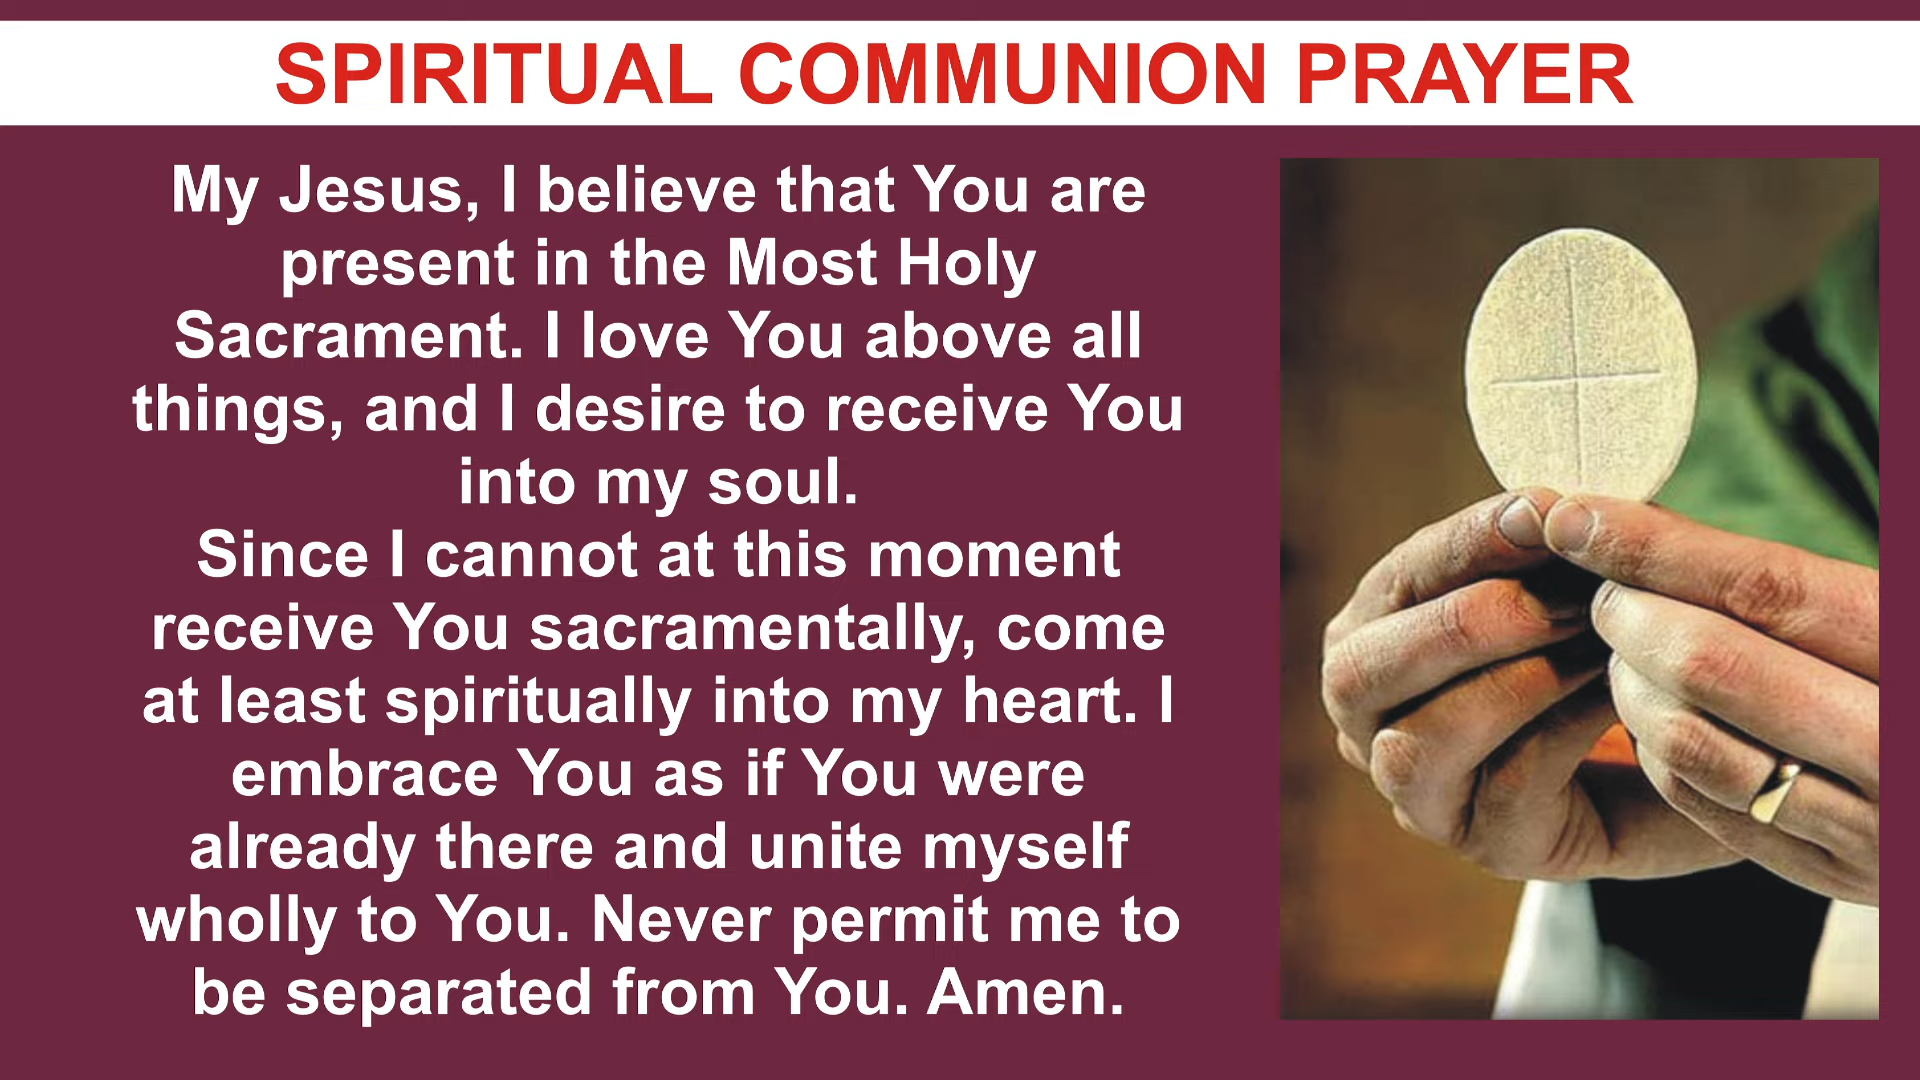 SPIRITUAL COMMUNION PRAYER
My Jesus, I believe that You are
present in the Most Holy
Sacrament. I love You above all
things, and I desire to receive You
into my soul.
Since I cannot at this moment
receive You sacramentally, come
at least spiritually into my heart. I
embrace You as if You were
already there and unite myself
wholly to You. Never permit me to
be separated from You. Amen.